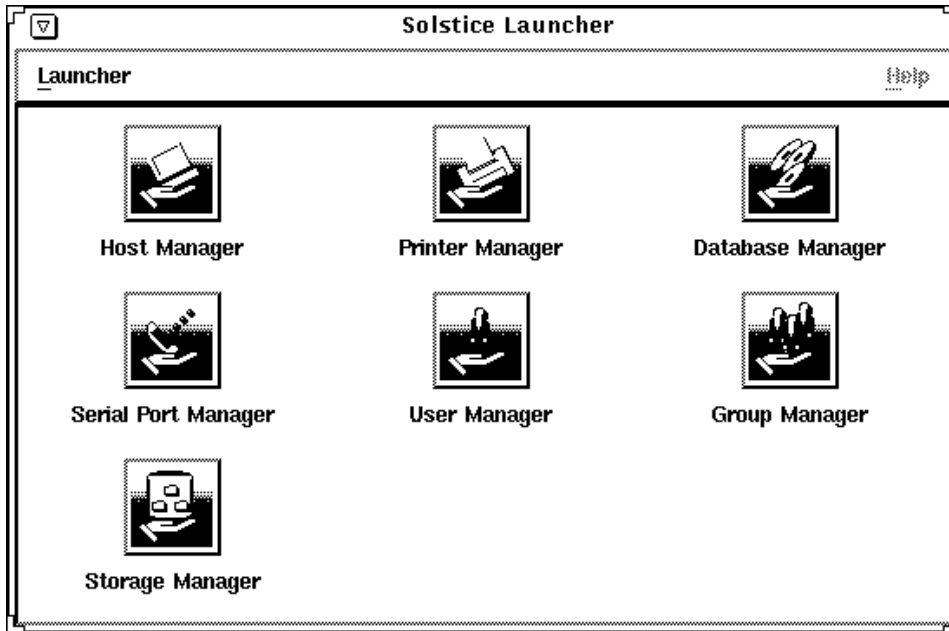 Solstice Launcher
Launcher Help
Host Manager Printer Manager Database Manager
Serial Port Manager User Manager Group Manager
Storage Manager